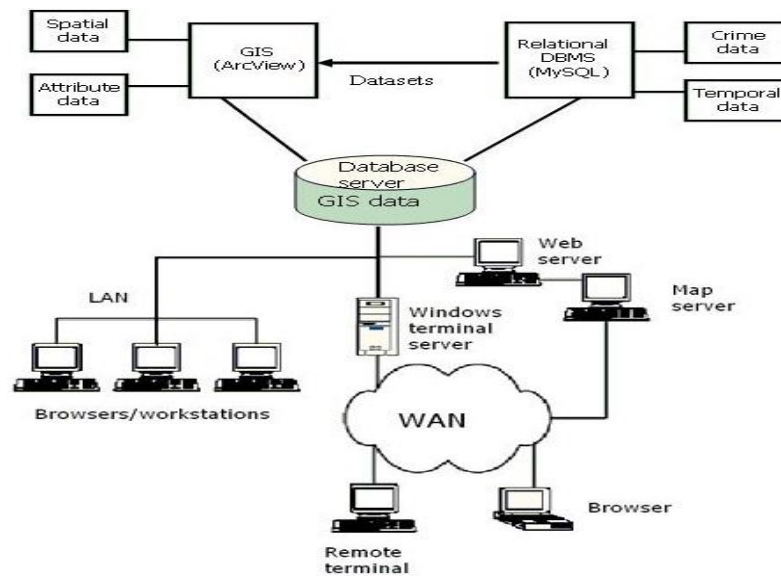 Spatial
data
Attribute
data
GIS
(ArcView)
Datasets
Relational
DBMS
(MySQL)
Crime
data
Temporal
data
Database
server
GIS data
Web
server
Map
server
LAN
Windows
terminal
server
Browsers/workstations
WAN
Browser
Remote
terminal